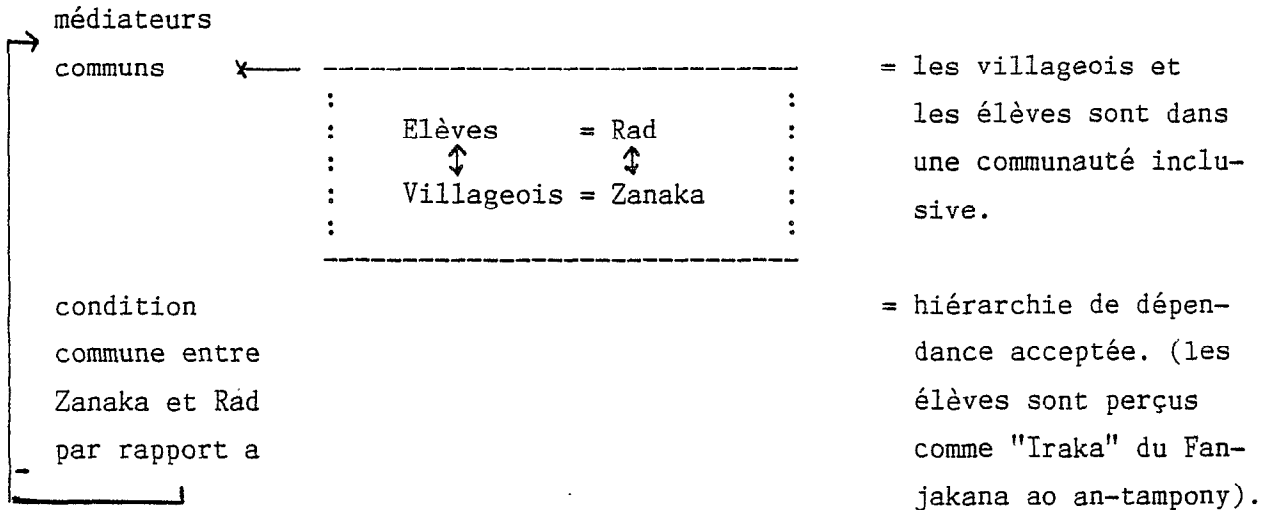 médiateurs
communs
Elèves = Rad
Villageois = Zanaka
= les villageois et
les élèves sont dans
une communauté inclu-
sive.
condition
commune entre
Zanaka et Rad
par rapport a
= hiérarchie de dépen-
dance acceptée. (les
élèves sont perçus
comme "Iraka" du Fan-
jakana ao an-tampony).